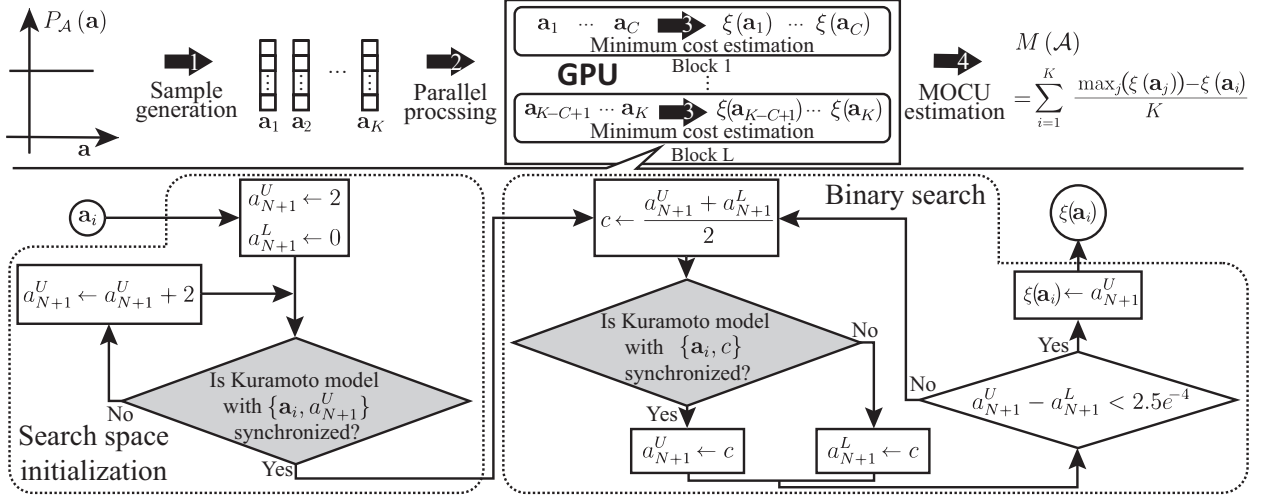 P_𝒜(𝐚)
𝐚
1
Sample
generation
𝐚_1 𝐚_2 ... 𝐚_K
2
Parallel
procssing
𝐚_1 ... 𝐚_C 3 ξ(𝐚_1) ... ξ(𝐚_C)
Minimum cost estimation
Block 1
GPU
⋮
𝐚_{K−C+1} ... 𝐚_K 3 ξ(𝐚_{K−C+1}) ... ξ(𝐚_K)
Minimum cost estimation
Block L
4
MOCU
estimation
M(𝒜)
= ∑_{i=1}^{K} (max_j(ξ(𝐚_j))−ξ(𝐚_i))/K
𝐚_i
a^U_{N+1} ← 2
a^L_{N+1} ← 0
a^U_{N+1} ← a^U_{N+1} + 2
Is Kuramoto model
with {𝐚_i, a^U_{N+1}}
synchronized?
No
Yes
Search space
initialization
Binary search
c ← (a^U_{N+1} + a^L_{N+1})/2
Is Kuramoto model
with {𝐚_i, c}
synchronized?
No
Yes
a^U_{N+1} ← c
a^L_{N+1} ← c
ξ(𝐚_i)
ξ(𝐚_i) ← a^U_{N+1}
Yes
No
a^U_{N+1} − a^L_{N+1} < 2.5e^{−4}